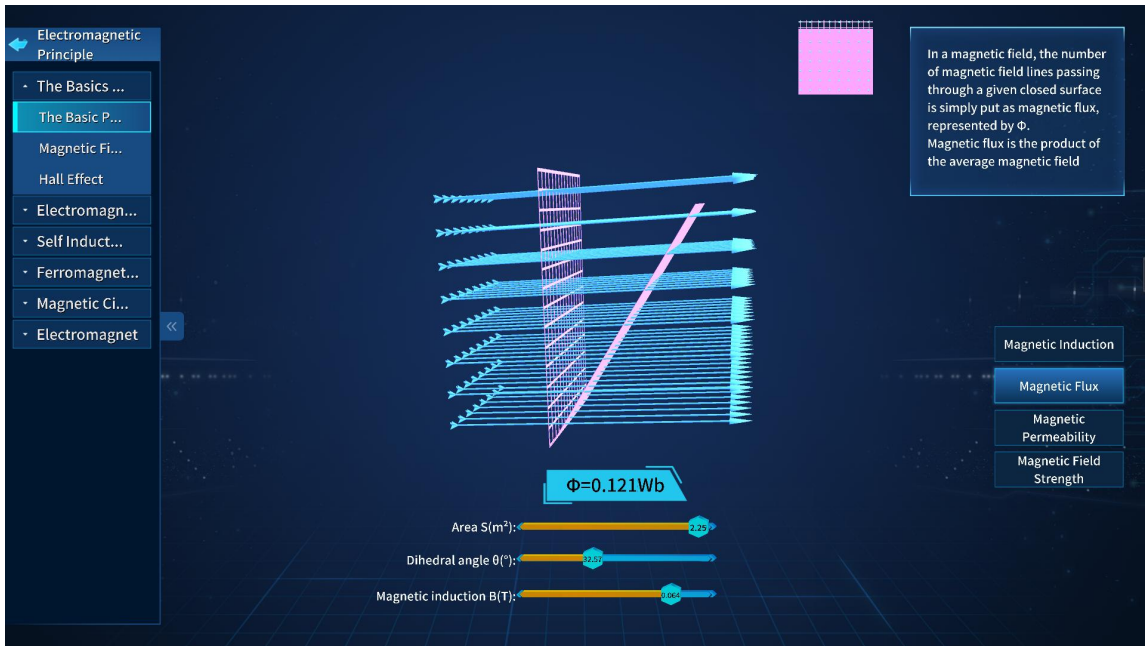 Electromagnetic
Principle
The Basics ...
The Basic P...
Magnetic Fi...
Hall Effect
Electromagn...
Self Induct...
Ferromagnet...
Magnetic Ci...
Electromagnet
In a magnetic field, the number
of magnetic field lines passing
through a given closed surface
is simply put as magnetic flux,
represented by Φ.
Magnetic flux is the product of
the average magnetic field
Magnetic Induction
Magnetic Flux
Magnetic
Permeability
Magnetic Field
Strength
Φ=0.121Wb
Area S(m²): 2.25
Dihedral angle θ(°): 32.57
Magnetic induction B(T): 0.064